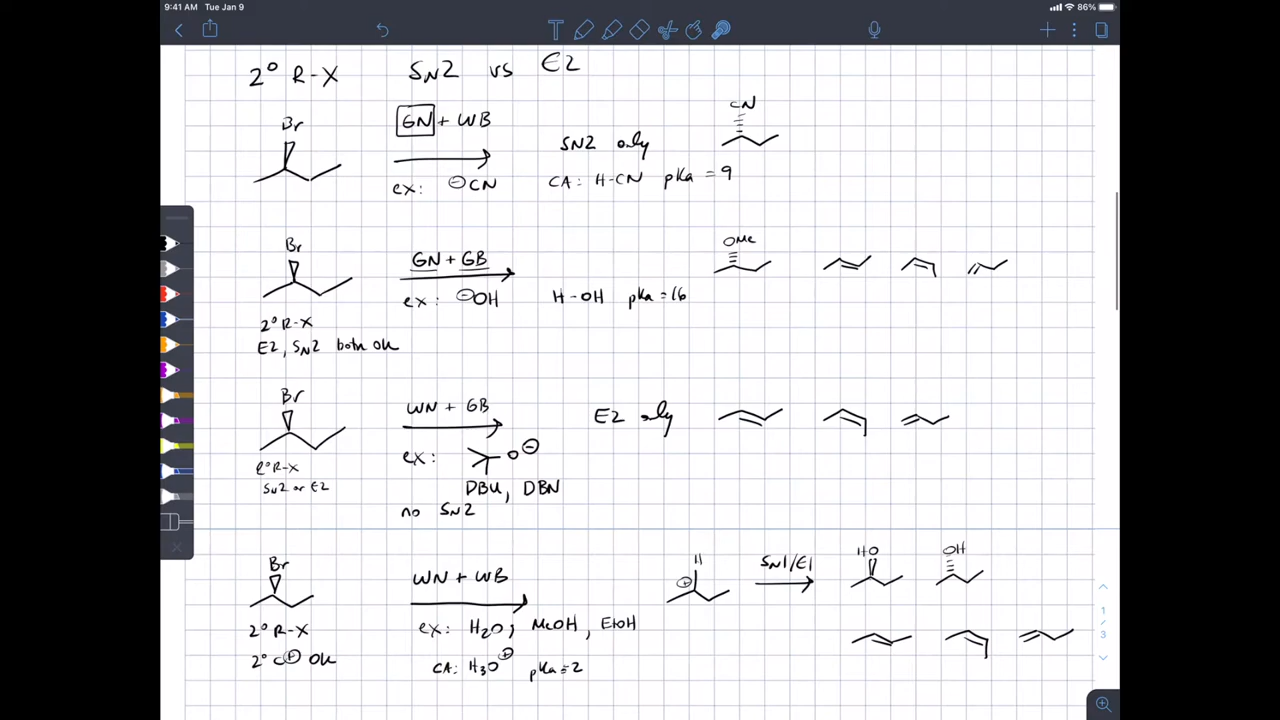 9:41 AM Tue Jan 9
86%
2° R-X SN2 vs E2
Br
GN + WB
ex: ⊖CN
SN2 only
CA: H-CN pKa = 9
CN
Br
2° R-X
E2, SN2 both OK
GN + GB
ex: ⊖OH
H-OH pKa = 16
OMe
Br
2° R-X
SN2 or E2
WN + GB
ex: O⊖
DBU, DBN
no SN2
E2 only
Br
2° R-X
2° C⊕ OK
WN + WB
ex: H2O, MeOH, EtOH
CA: H3O⊕ pKa = -2
H
⊕
SN1/E1
HO
OH
1
/
3